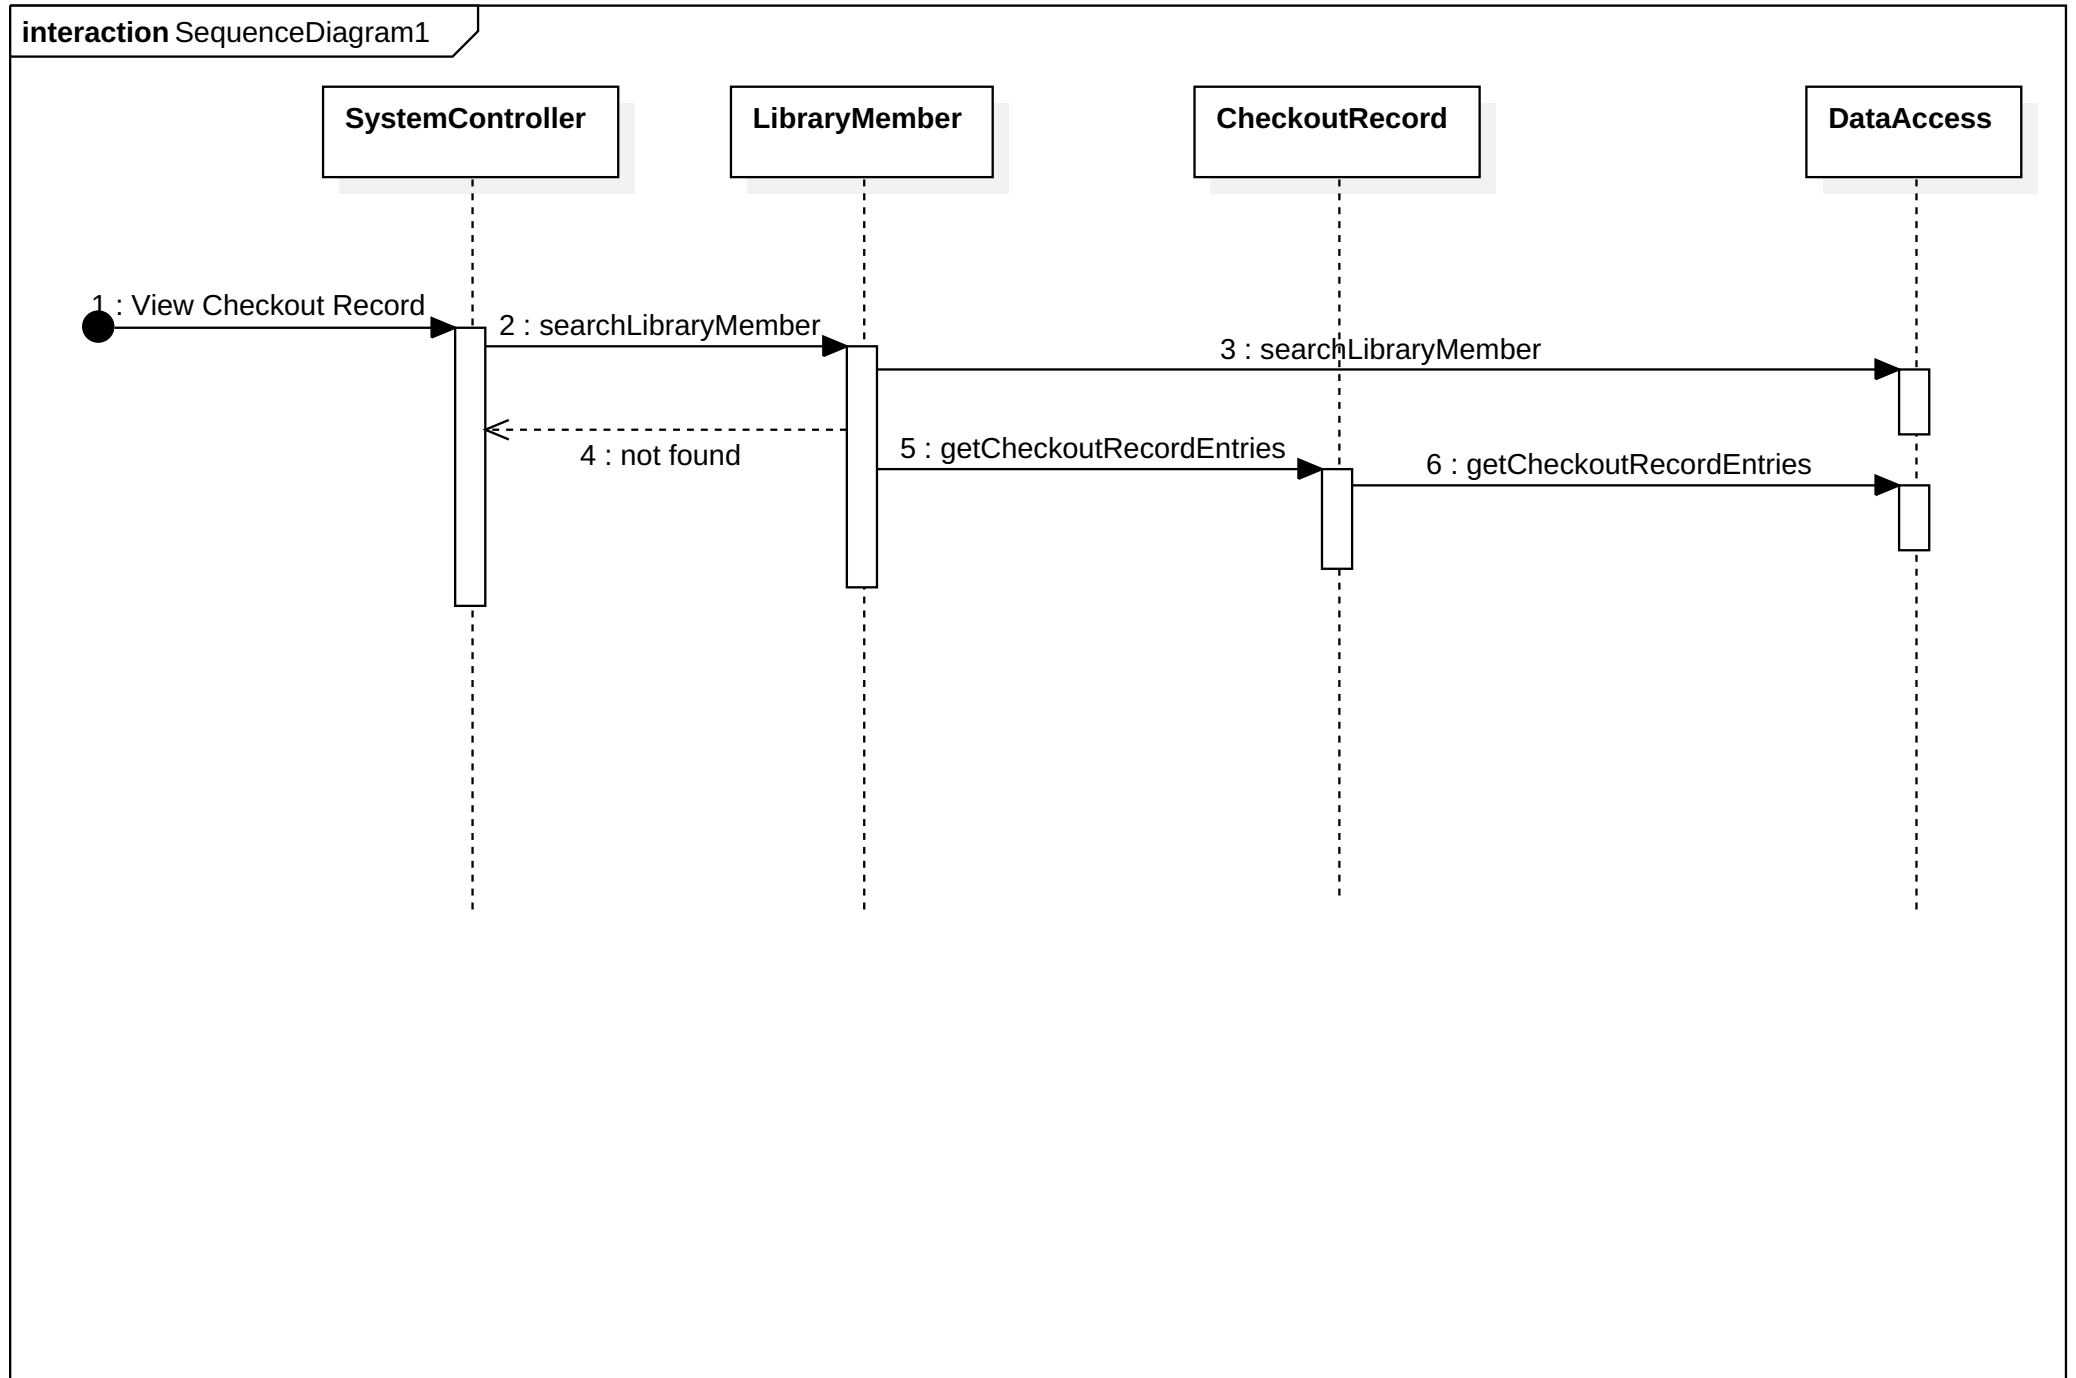 interaction SequenceDiagram1
SystemController
LibraryMember
CheckoutRecord
DataAccess
1 : View Checkout Record
2 : searchLibraryMember
3 : searchLibraryMember
4 : not found
5 : getCheckoutRecordEntries
6 : getCheckoutRecordEntries